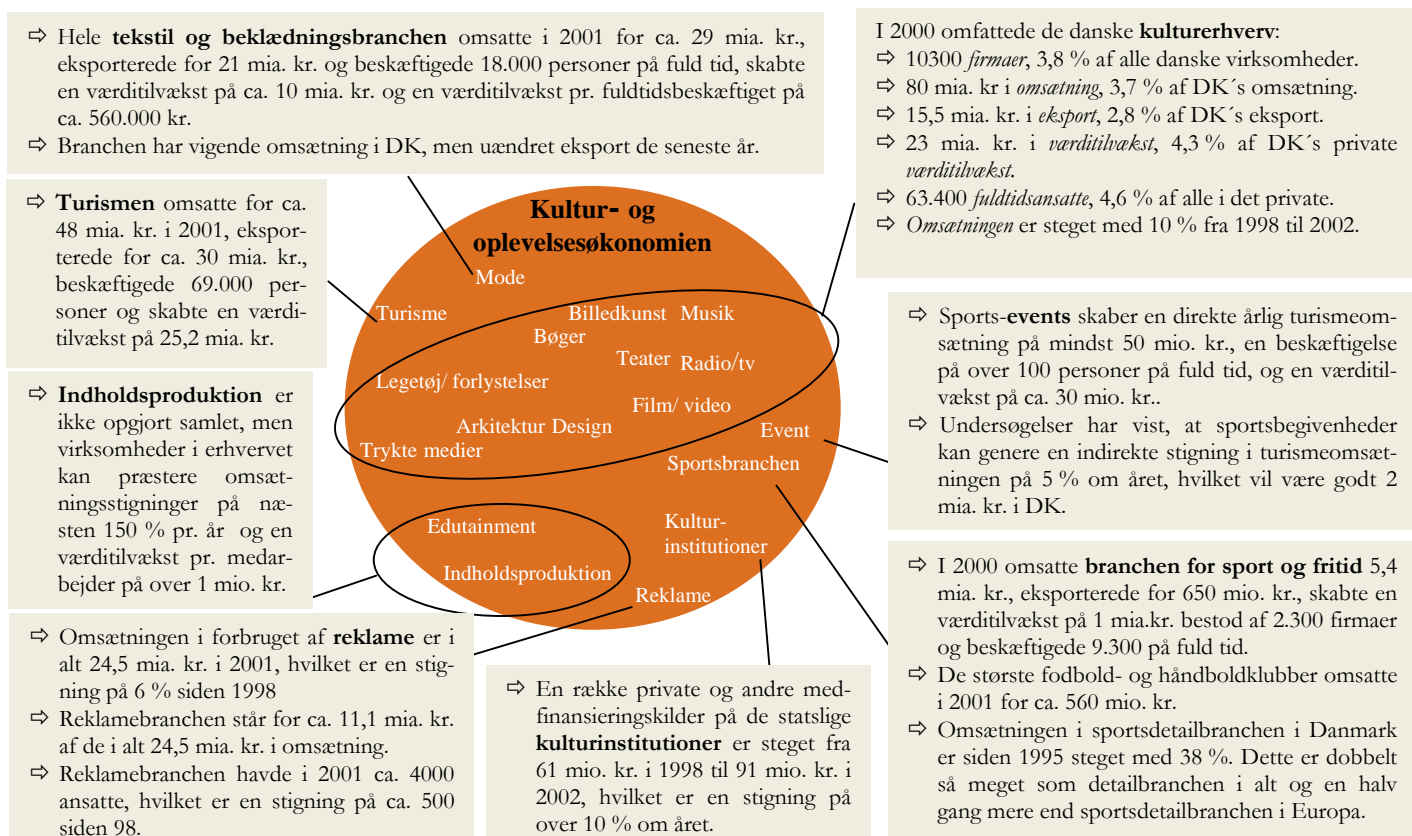 ⇨ Hele tekstil og beklædningsbranchen omsatte i 2001 for ca. 29 mia. kr.,
eksporterede for 21 mia. kr. og beskæftigede 18.000 personer på fuld tid, skabte
en værditilvækst på ca. 10 mia. kr. og en værditilvækst pr. fuldtidsbeskæftiget på
ca. 560.000 kr.
⇨ Branchen har vigende omsætning i DK, men uændret eksport de seneste år.
I 2000 omfattede de danske kulturerhverv:
⇨ 10300 firmaer, 3,8 % af alle danske virksomheder.
⇨ 80 mia. kr i omsætning, 3,7 % af DK´s omsætning.
⇨ 15,5 mia. kr. i eksport, 2,8 % af DK´s eksport.
⇨ 23 mia. kr. i værditilvækst, 4,3 % af DK´s private
værditilvækst.
⇨ 63.400 fuldtidsansatte, 4,6 % af alle i det private.
⇨ Omsætningen er steget med 10 % fra 1998 til 2002.
⇨ Turismen omsatte for ca.
48 mia. kr. i 2001, ekspor-
terede for ca. 30 mia. kr.,
beskæftigede 69.000 per-
soner og skabte en værdi-
tilvækst på 25,2 mia. kr.
Kultur- og
oplevelsesøkonomien
Mode
Turisme
Billedkunst Musik
Bøger
Teater Radio/tv
Legetøj/ forlystelser
Film/ video
Arkitektur Design
Event
Trykte medier
Sportsbranchen
Edutainment
Kultur-
institutioner
Indholdsproduktion
Reklame
⇨ Sports-events skaber en direkte årlig turismeom-
sætning på mindst 50 mio. kr., en beskæftigelse
på over 100 personer på fuld tid, og en værditil-
vækst på ca. 30 mio. kr..
⇨ Undersøgelser har vist, at sportsbegivenheder
kan genere en indirekte stigning i turismeomsæt-
ningen på 5 % om året, hvilket vil være godt 2
mia. kr. i DK.
⇨ Indholdsproduktion er
ikke opgjort samlet, men
virksomheder i erhvervet
kan præstere omsæt-
ningsstigninger på næ-
sten 150 % pr. år og en
værditilvækst pr. medar-
bejder på over 1 mio. kr.
⇨ I 2000 omsatte branchen for sport og fritid 5,4
mia. kr., eksporterede for 650 mio. kr., skabte en
værditilvækst på 1 mia.kr. bestod af 2.300 firmaer
og beskæftigede 9.300 på fuld tid.
⇨ De største fodbold- og håndboldklubber omsatte
i 2001 for ca. 560 mio. kr.
⇨ Omsætningen i sportsdetailbranchen i Danmark
er siden 1995 steget med 38 %. Dette er dobbelt
så meget som detailbranchen i alt og en halv
gang mere end sportsdetailbranchen i Europa.
⇨ Omsætningen i forbruget af reklame er i
alt 24,5 mia. kr. i 2001, hvilket er en stig-
ning på 6 % siden 1998
⇨ Reklamebranchen står for ca. 11,1 mia. kr.
af de i alt 24,5 mia. kr. i omsætning.
⇨ Reklamebranchen havde i 2001 ca. 4000
ansatte, hvilket er en stigning på ca. 500
siden 98.
⇨ En række private og andre med-
finansieringskilder på de statslige
kulturinstitutioner er steget fra
61 mio. kr. i 1998 til 91 mio. kr. i
2002, hvilket er en stigning på
over 10 % om året.